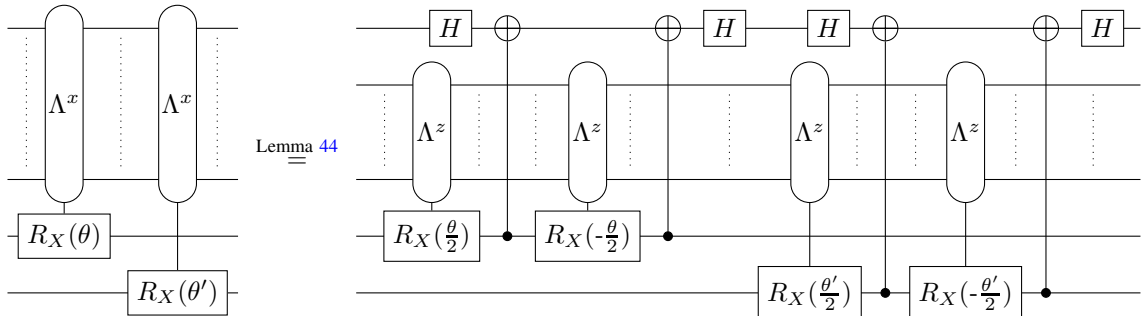 H H H H
Λ^x Λ^x Λ^z Λ^z Λ^z Λ^z
Lemma 44
=
R_X(θ) R_X(θ/2) R_X(-θ/2)
R_X(θ′) R_X(θ′/2) R_X(-θ′/2)